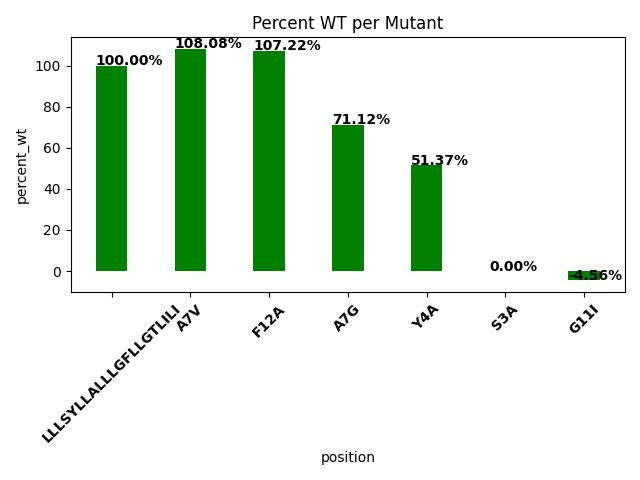 Percent WT per Mutant
percent_wt
100
80
60
40
20
0
100.00%
108.08%
107.22%
71.12%
51.37%
0.00%
-4.56%
LLLSYLLALLLGFLLGTLILI
A7V
F12A
A7G
Y4A
S3A
G11I
position